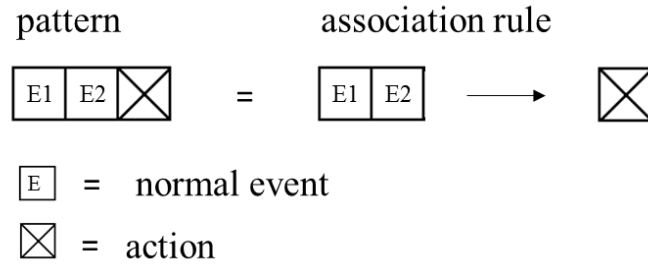 pattern association rule
E1 E2 = E1 E2
E = normal event
= action